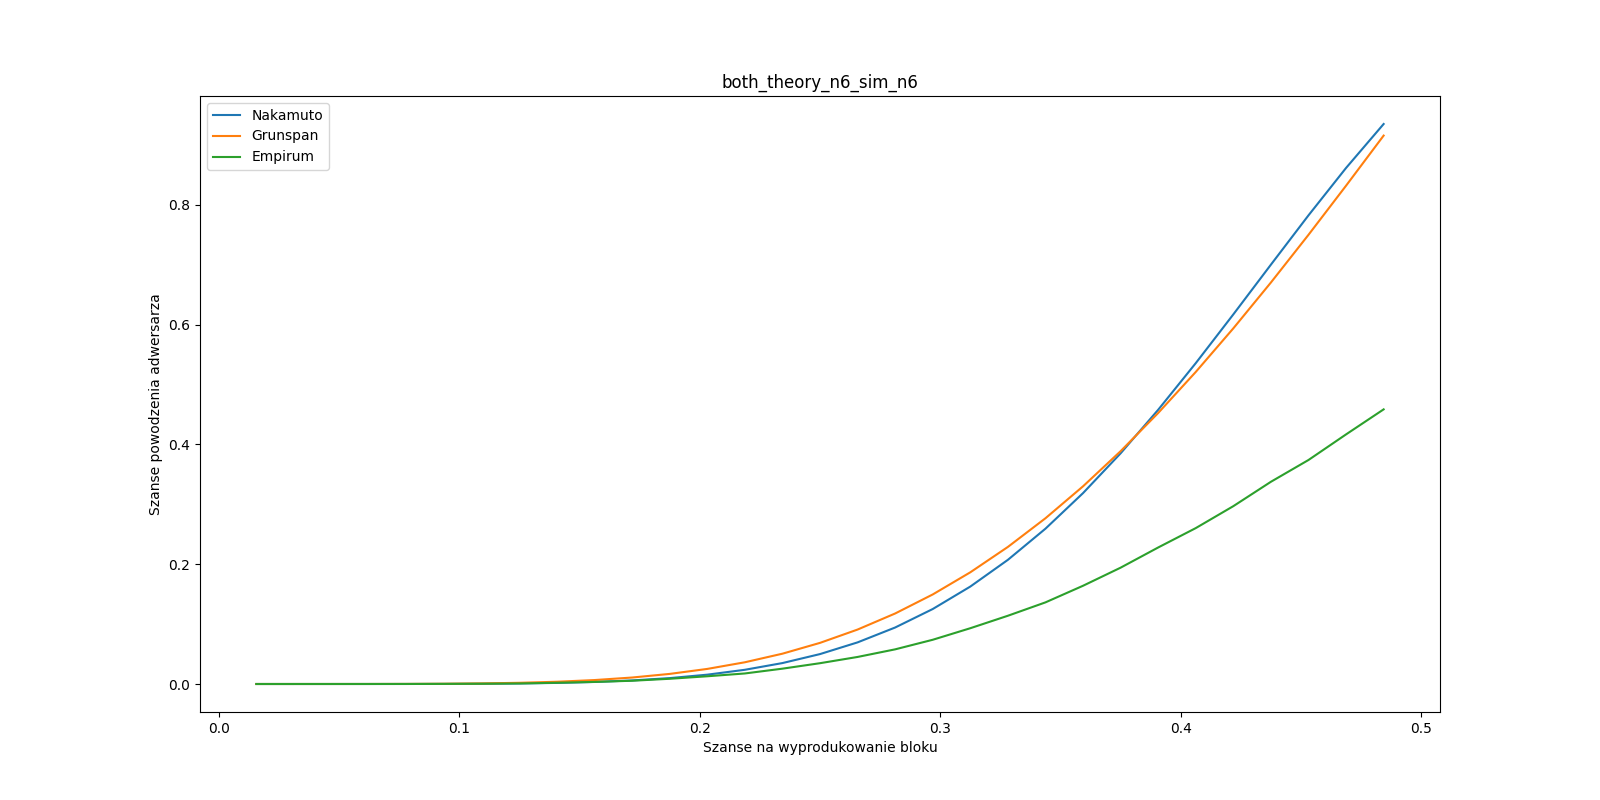 both_theory_n6_sim_n6
Nakamuto
Grunspan
Empirum
Szanse powodzenia adwersarza
0.8
0.6
0.4
0.2
0.0
0.0 0.1 0.2 0.3 0.4 0.5
Szanse na wyprodukowanie bloku